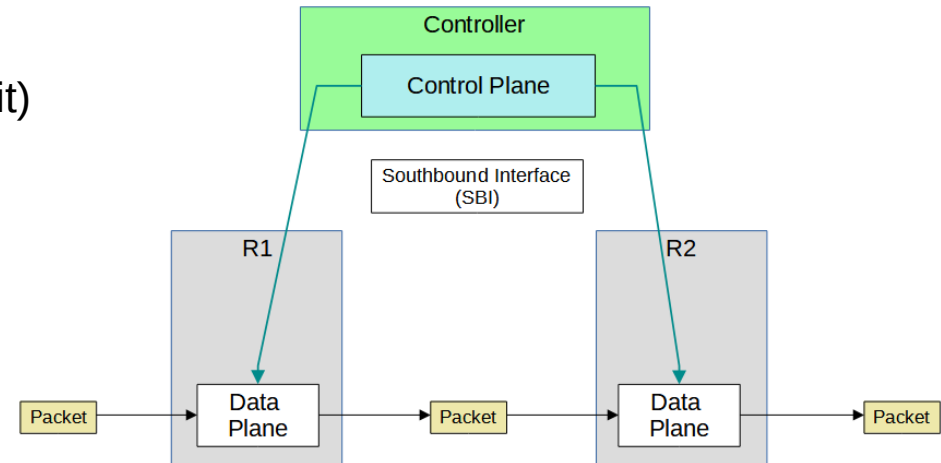 Controller
Control Plane
it)
Southbound Interface
(SBI)
R1
R2
Packet
Data
Plane
Packet
Data
Plane
Packet